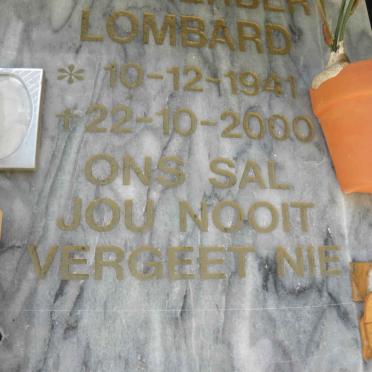 LOMBARD
* 10-12-1941
†22-10-2000
ONS SAL
JOU NOOIT
VERGEET NIE